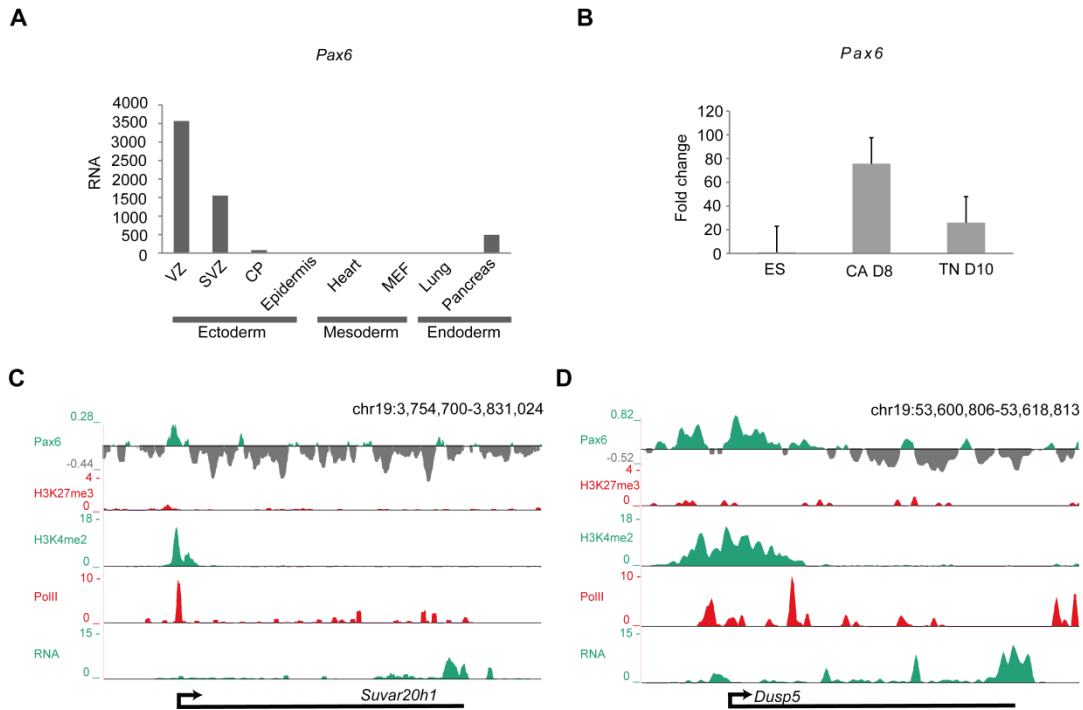 A
Pax6
RNA
4000
3500
3000
2500
2000
1500
1000
500
0
VZ
SVZ
CP
Epidermis
Heart
MEF
Lung
Pancreas
Ectoderm
Mesoderm
Endoderm
B
Pax6
Fold change
120
100
80
60
40
20
0
ES
CA D8
TN D10
C
chr19:3,754,700-3,831,024
0.28
Pax6
-0.44
4
H3K27me3
0
18
H3K4me2
0
10
PolII
0
15
RNA
0
Suvar20h1
D
chr19:53,600,806-53,618,813
0.82
Pax6
-0.52
4
H3K27me3
0
18
H3K4me2
0
10
PolII
0
15
RNA
0
Dusp5